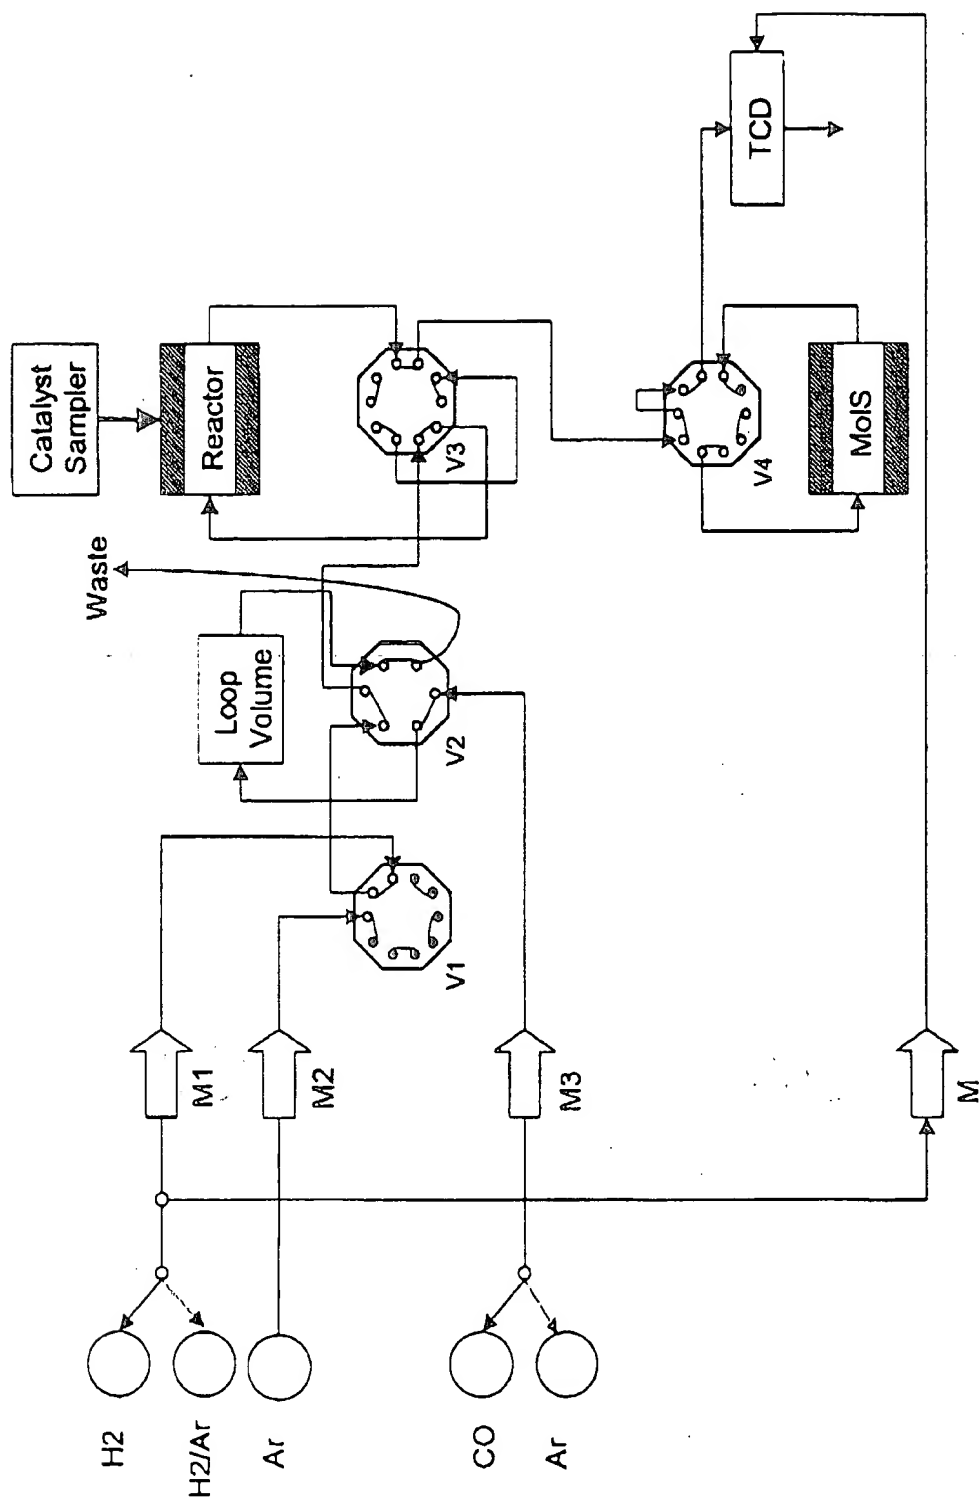 H2
H2/Ar
Ar
CO
Ar
M1
M2
M3
M
V1
Loop
Volume
V2
Waste
Catalyst
Sampler
Reactor
V3
V4
MolS
TCD